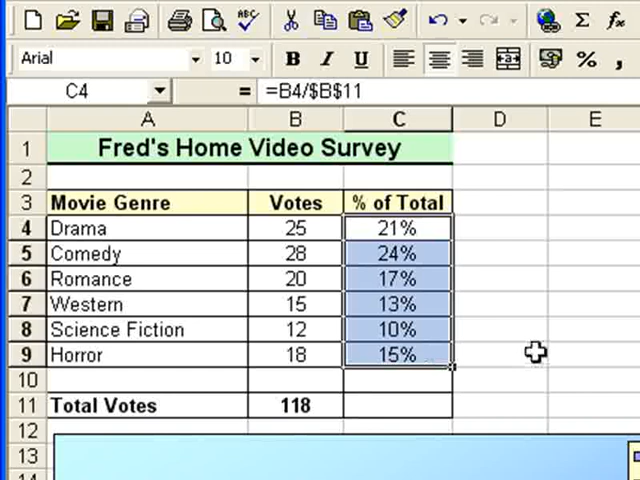 ABC
Arial 10 B I U a %,
C4 = =B4/$B$11
A B C D E
1 Fred's Home Video Survey
2
3 Movie Genre Votes % of Total
4 Drama 25 21%
5 Comedy 28 24%
6 Romance 20 17%
7 Western 15 13%
8 Science Fiction 12 10%
9 Horror 18 15%
10
11 Total Votes 118
12
13
14